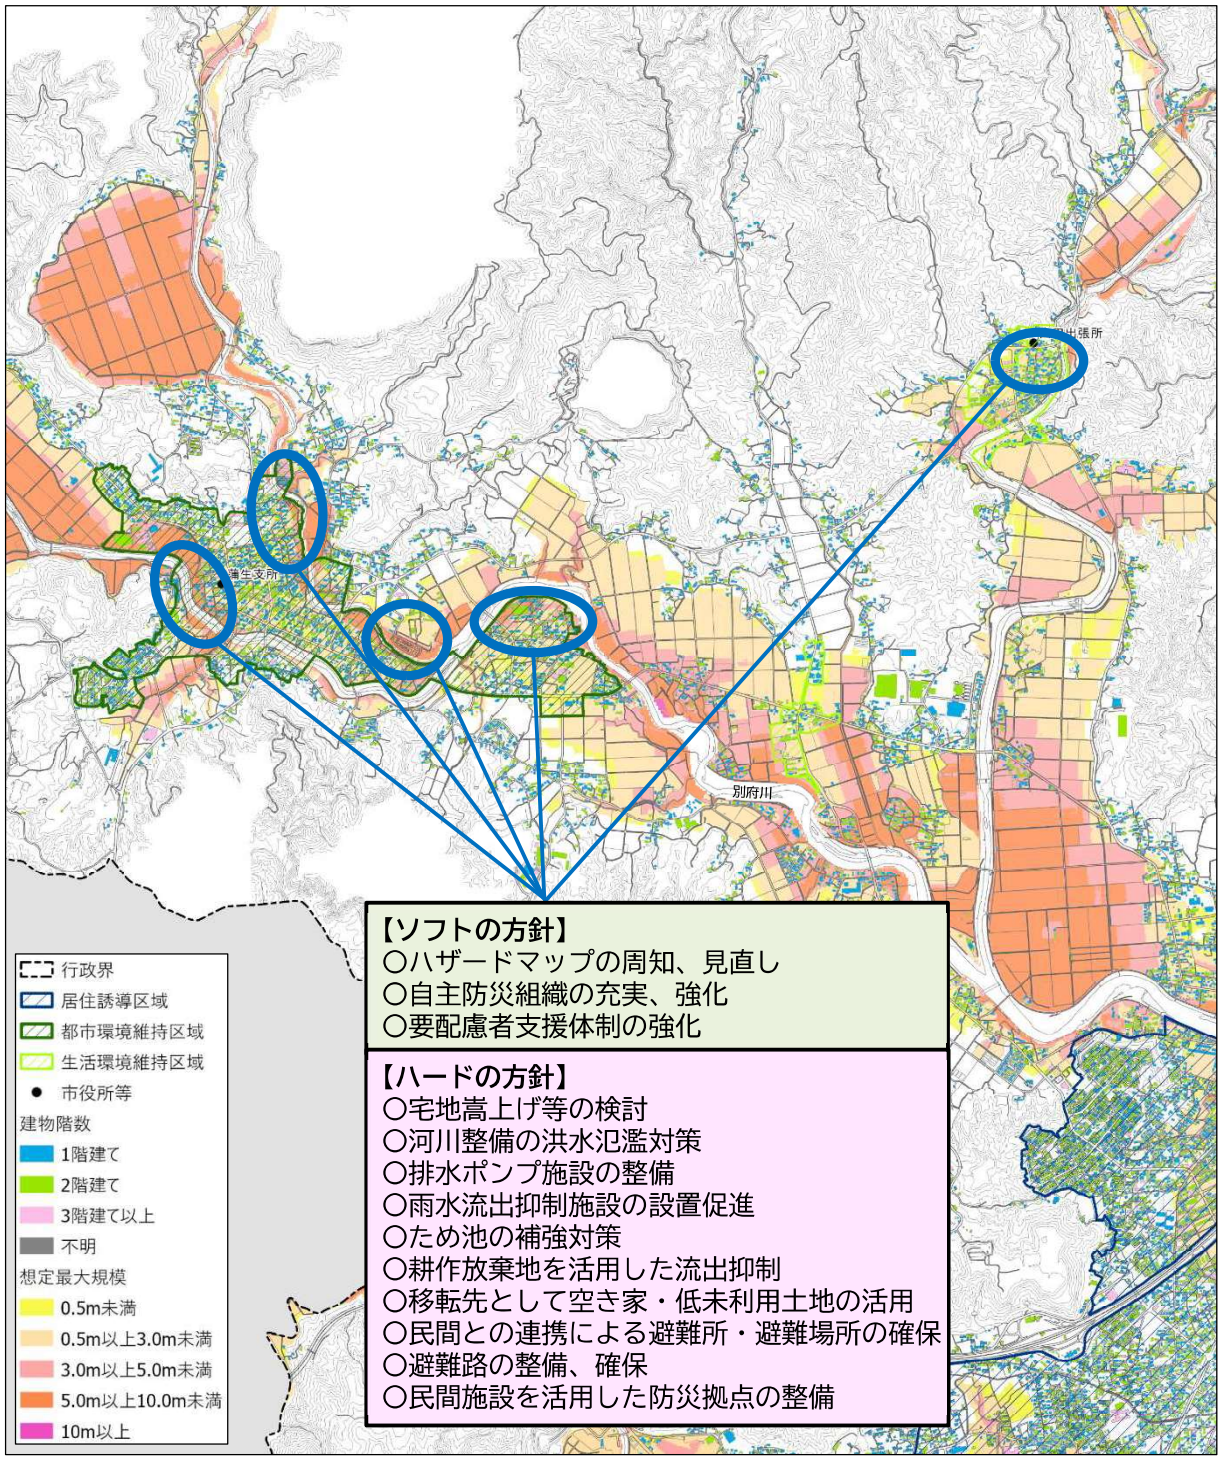 出張所
蒲生支所
別府川
【ソフトの方針】
○ハザードマップの周知、見直し
○自主防災組織の充実、強化
○要配慮者支援体制の強化
【ハードの方針】
○宅地嵩上げ等の検討
○河川整備の洪水氾濫対策
○排水ポンプ施設の整備
○雨水流出抑制施設の設置促進
○ため池の補強対策
○耕作放棄地を活用した流出抑制
○移転先として空き家・低未利用土地の活用
○民間との連携による避難所・避難場所の確保
○避難路の整備、確保
○民間施設を活用した防災拠点の整備
行政界
居住誘導区域
都市環境維持区域
生活環境維持区域
市役所等
建物階数
1階建て
2階建て
3階建て以上
不明
想定最大規模
0.5m未満
0.5m以上3.0m未満
3.0m以上5.0m未満
5.0m以上10.0m未満
10m以上